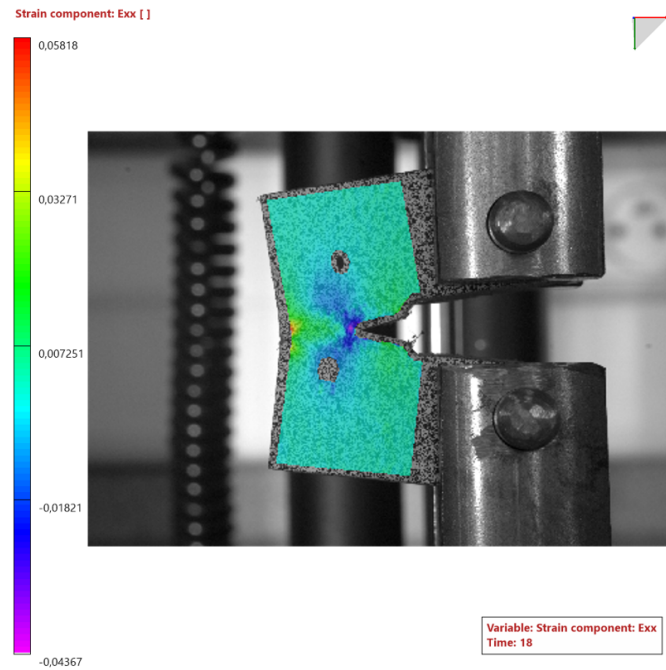 Strain component: Exx [ ]
0,05818
0,03271
0,007251
-0,01821
-0,04367
Variable: Strain component: Exx
Time: 18